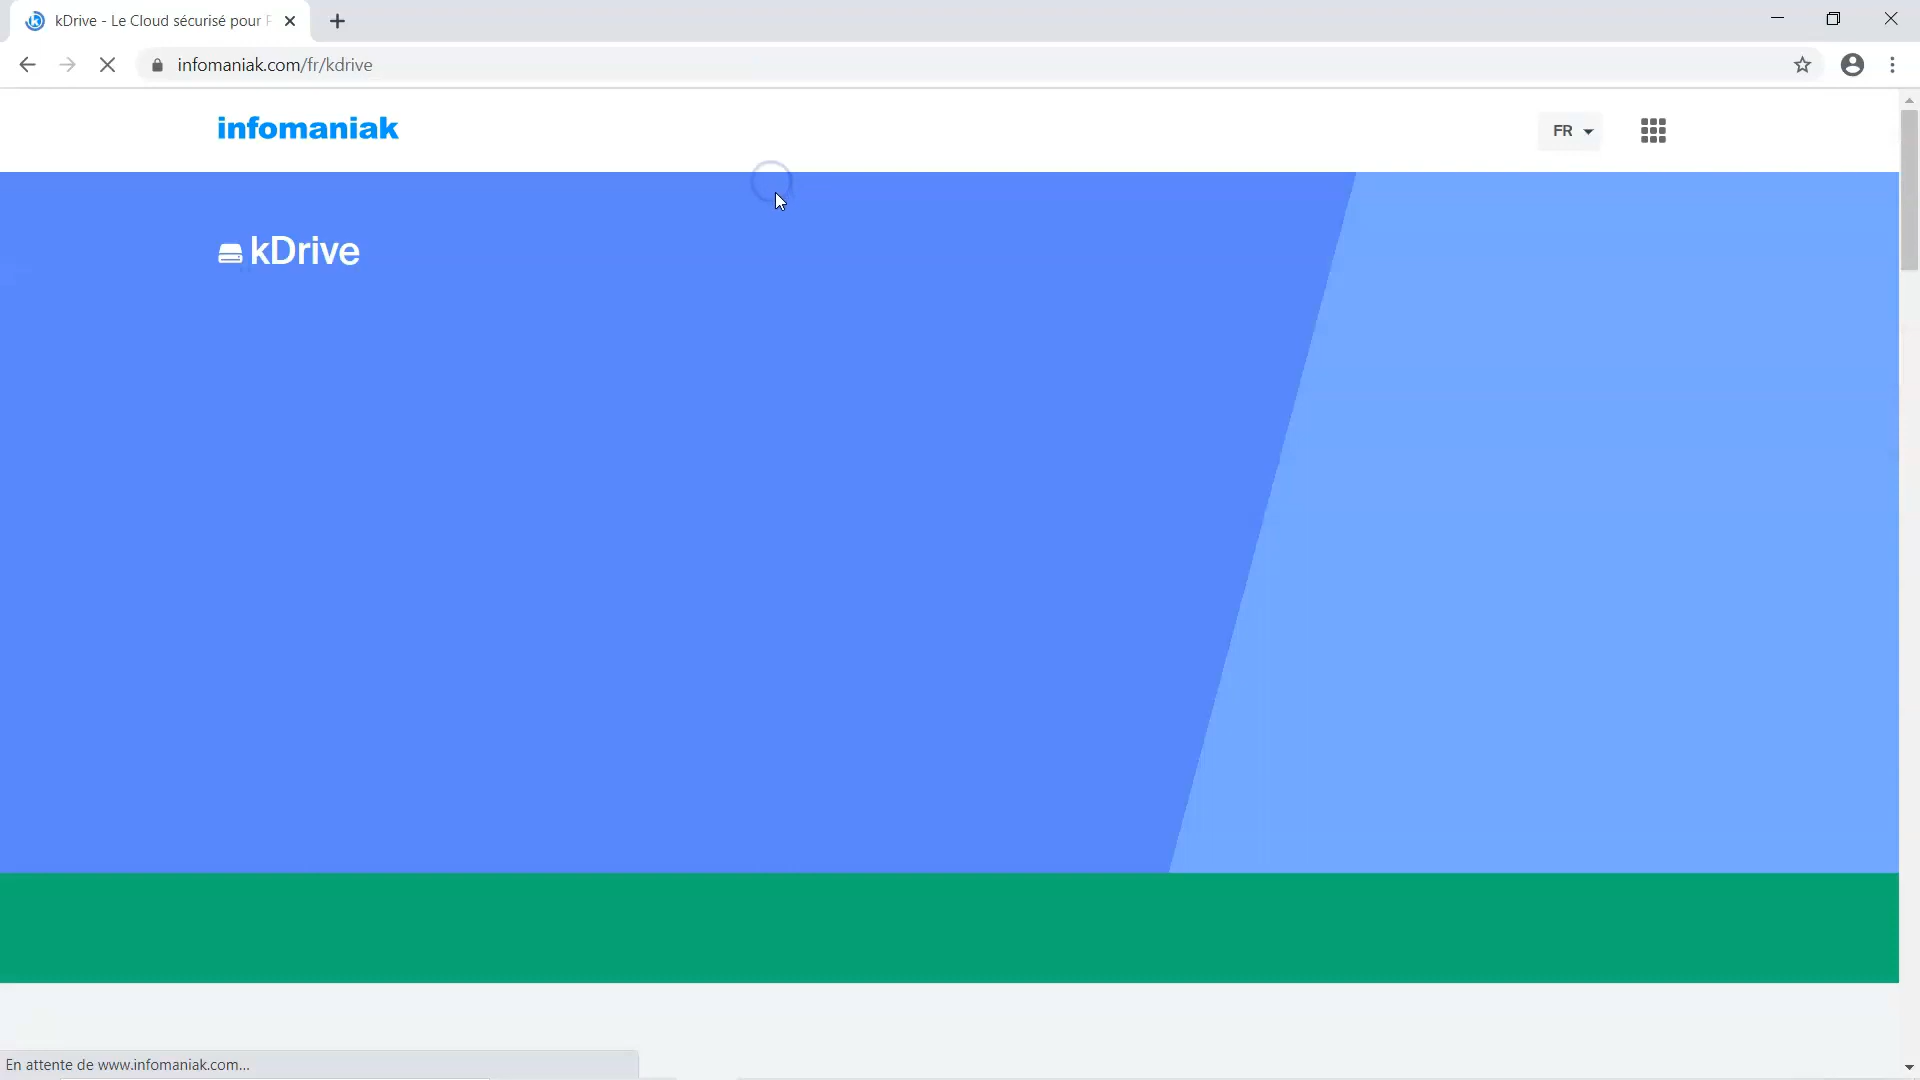 kDrive - Le Cloud sécurisé pour
infomaniak.com/fr/kdrive
infomaniak
FR
kDrive
En attente de www.infomaniak.com...